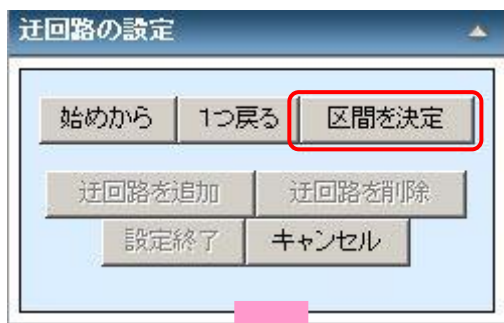 迂回路の設定
始めから 1つ戻る 区間を決定
迂回路を追加 迂回路を削除
設定終了 キャンセル